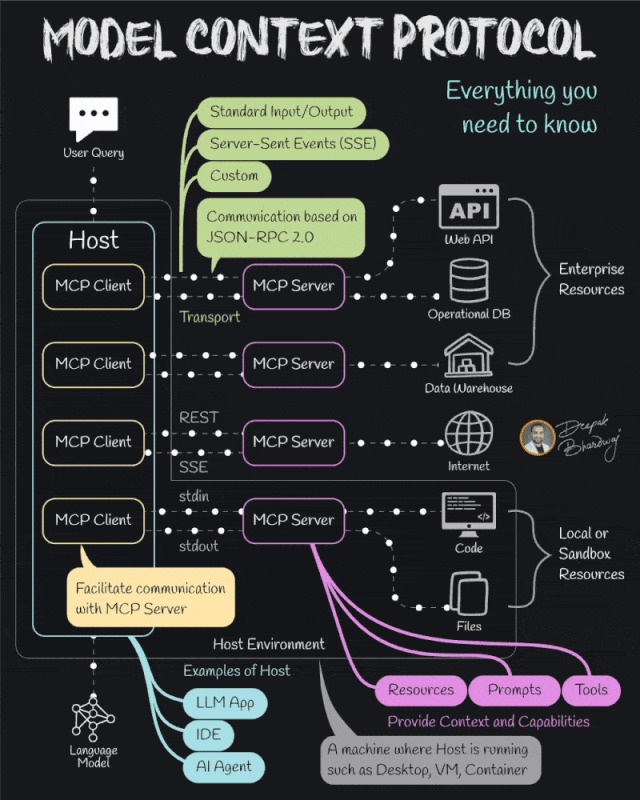 MODEL CONTEXT PROTOCOL
Everything you
need to know
User Query
Standard Input/Output
Server-Sent Events (SSE)
Custom
Communication based on
JSON-RPC 2.0
Host
MCP Client
Transport
MCP Server
API
Web API
Operational DB
Enterprise
Resources
MCP Client
MCP Server
Data Warehouse
MCP Client
REST
SSE
MCP Server
Internet
Deepak
Bhardwaj
MCP Client
stdin
stdout
MCP Server
</>
Code
Files
Local or
Sandbox
Resources
Facilitate communication
with MCP Server
Host Environment
Examples of Host
LLM App
IDE
AI Agent
Language
Model
Resources
Prompts
Tools
Provide Context and Capabilities
A machine where Host is running
such as Desktop, VM, Container